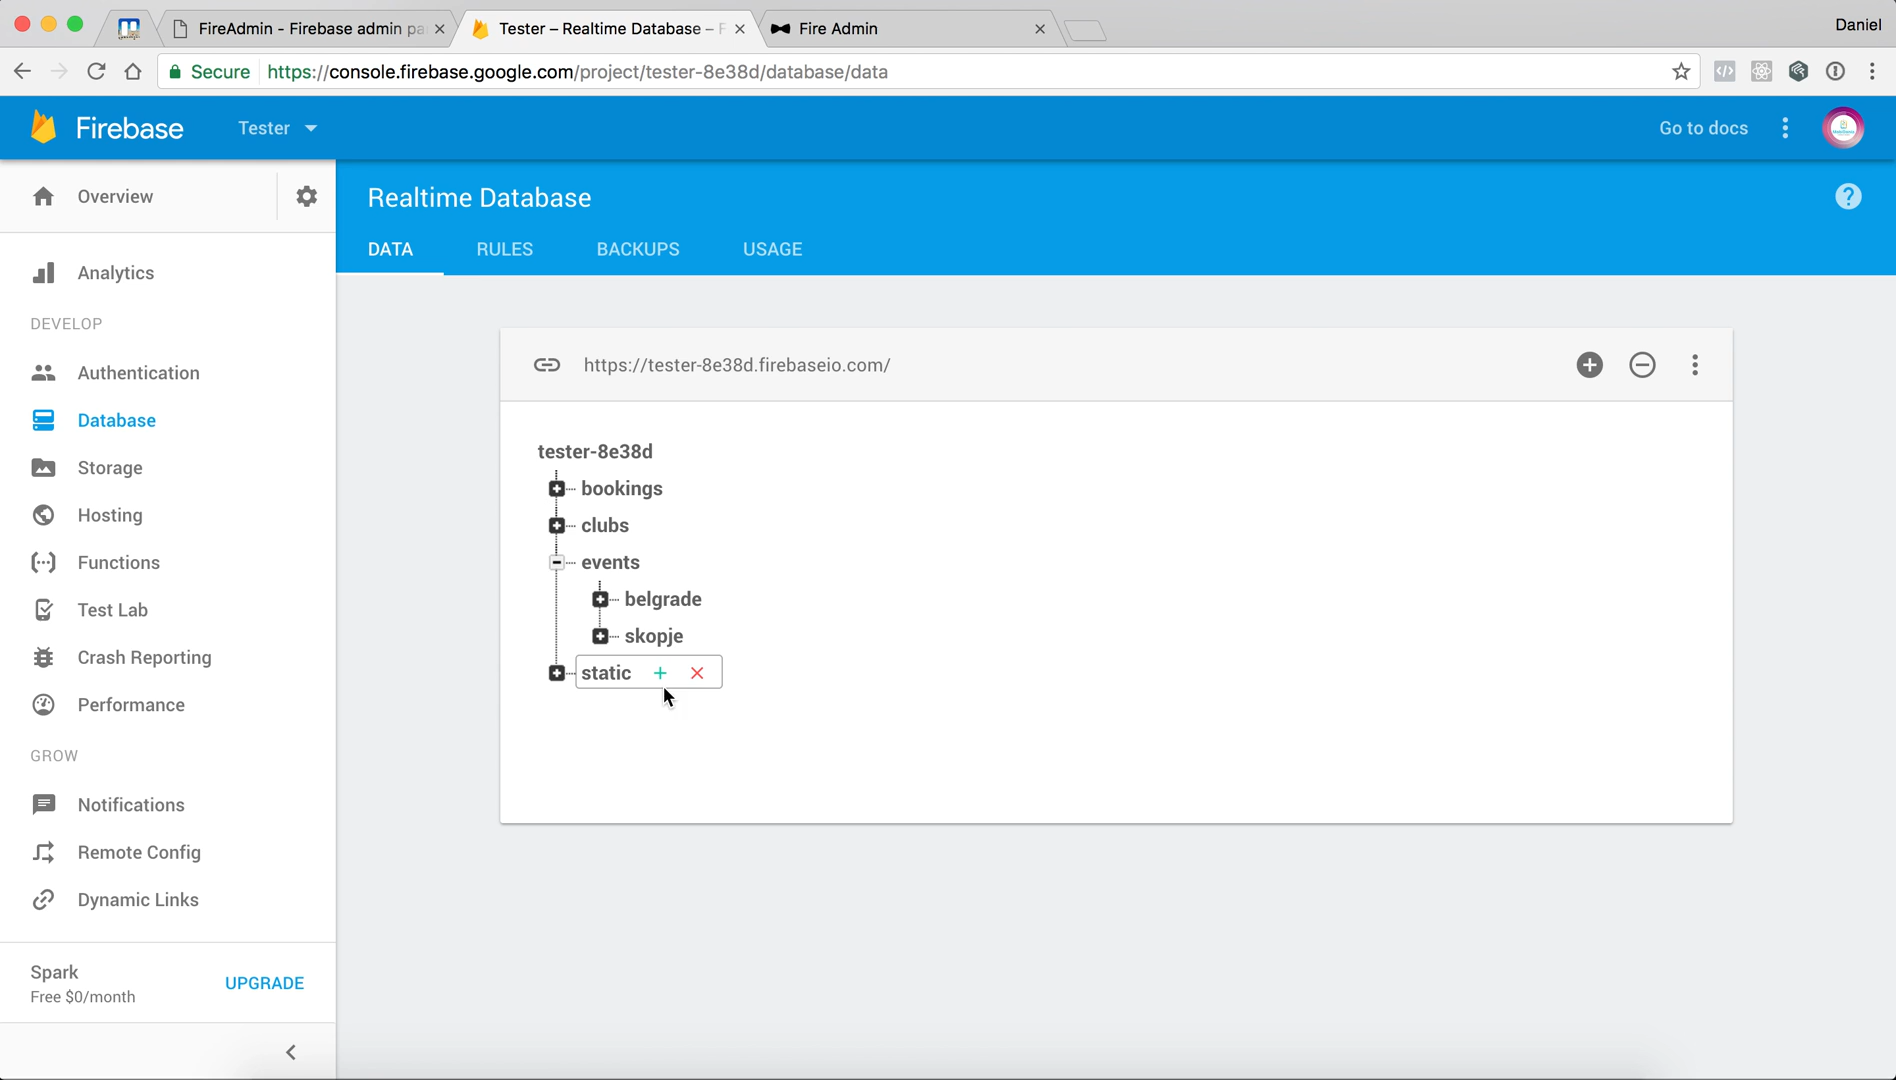 FireAdmin - Firebase admin pa
Tester – Realtime Database – F
Fire Admin
Daniel
Secure
https://console.firebase.google.com/project/tester-8e38d/database/data
Firebase
Tester
Go to docs
Overview
Realtime Database
?
DATA
RULES
BACKUPS
USAGE
Analytics
DEVELOP
Authentication
Database
Storage
Hosting
Functions
Test Lab
Crash Reporting
Performance
GROW
Notifications
Remote Config
Dynamic Links
Spark
Free $0/month
UPGRADE
https://tester-8e38d.firebaseio.com/
tester-8e38d
bookings
clubs
events
belgrade
skopje
static